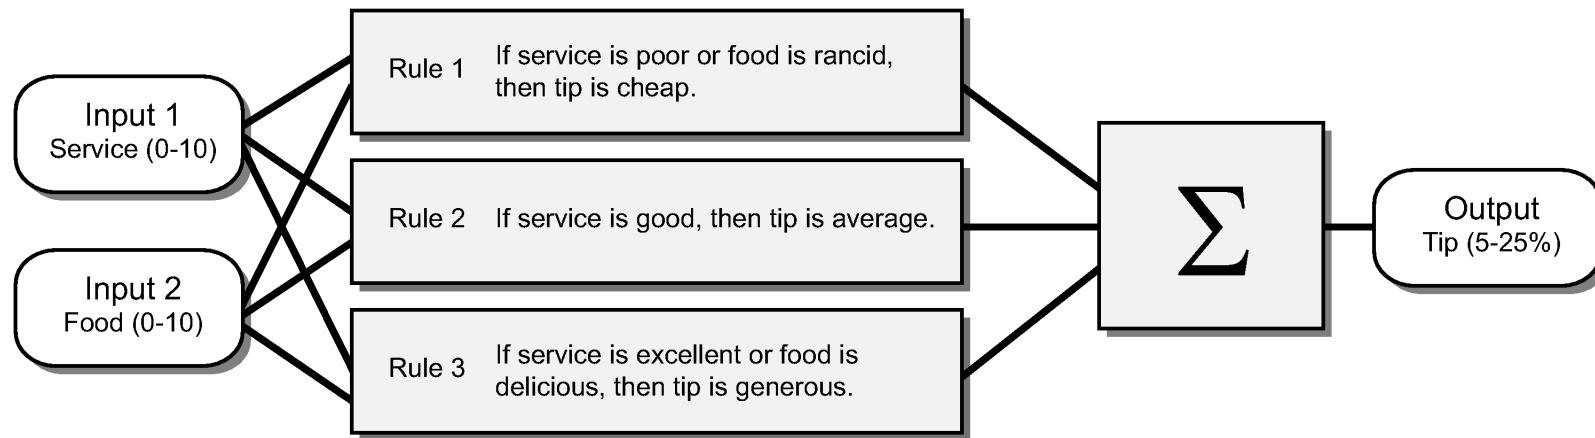 Input 1
Service (0-10)
Input 2
Food (0-10)
Rule 1
If service is poor or food is rancid,
then tip is cheap.
Rule 2
If service is good, then tip is average.
Rule 3
If service is excellent or food is
delicious, then tip is generous.
Σ
Output
Tip (5-25%)